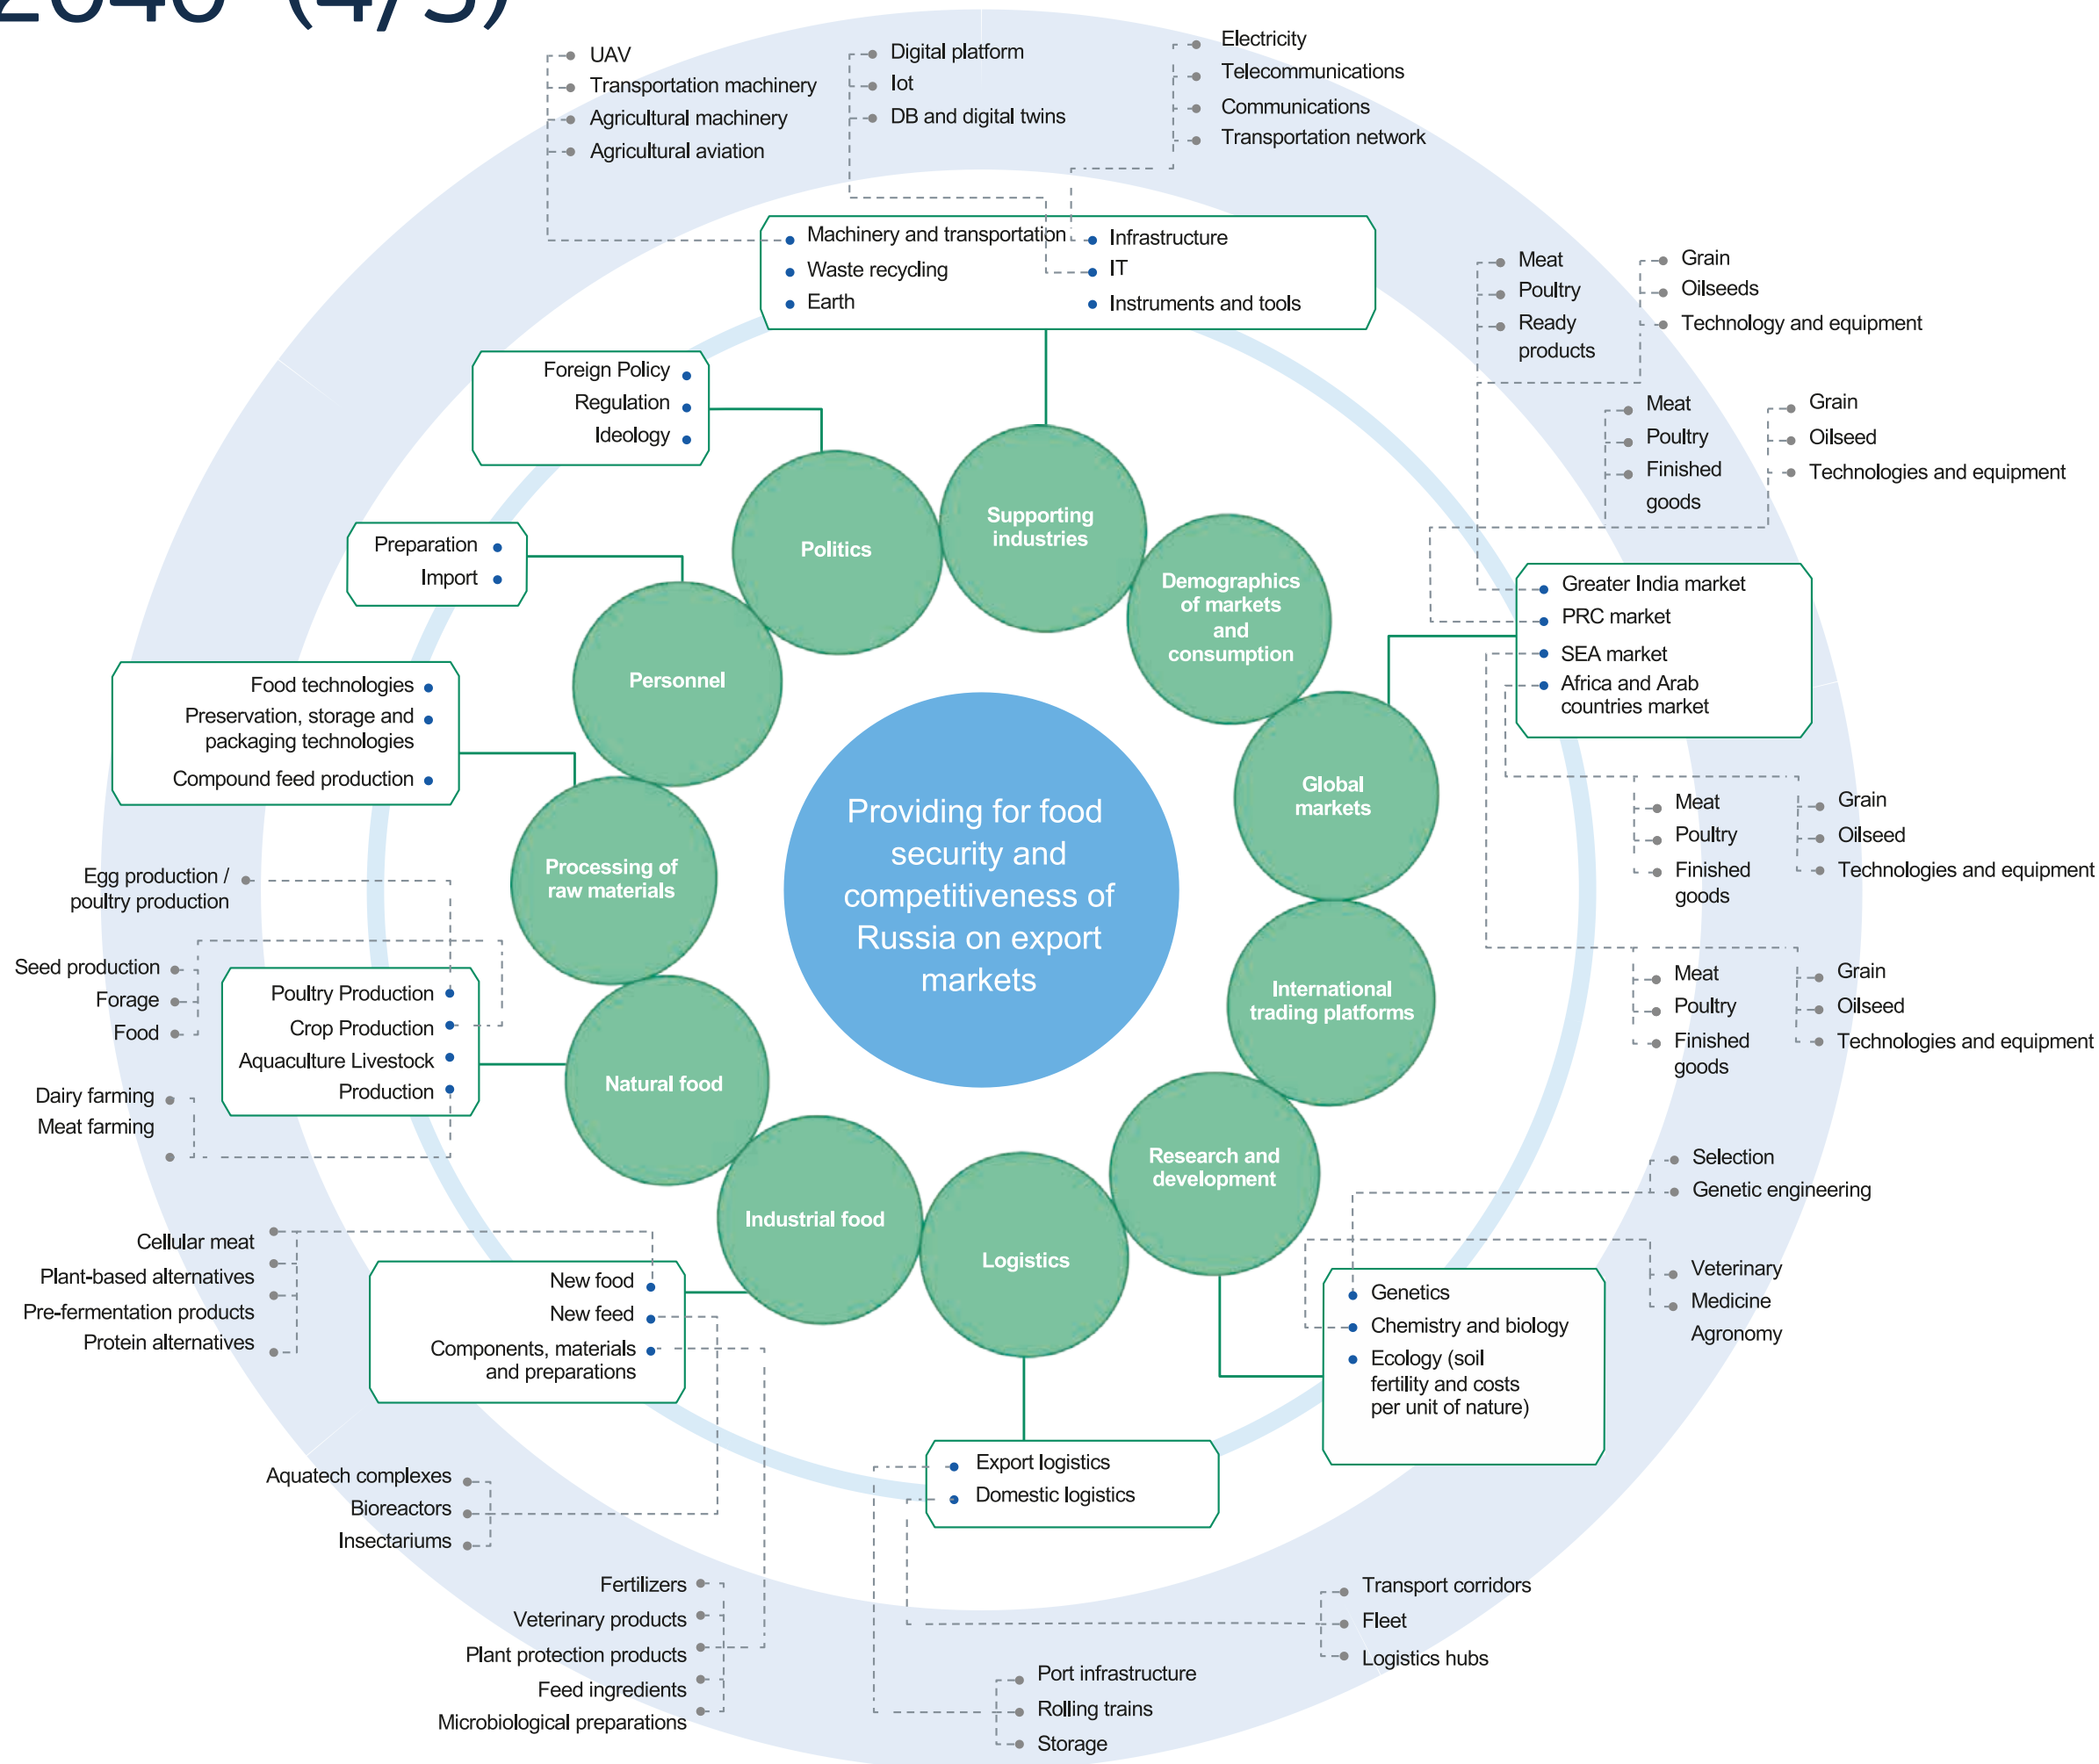 2040 (4/5)
UAV
Transportation machinery
Agricultural machinery
Agricultural aviation
Digital platform
Iot
DB and digital twins
Electricity
Telecommunications
Communications
Transportation network
Machinery and transportation
Waste recycling
Earth
Infrastructure
IT
Instruments and tools
Meat
Poultry
Ready
products
Grain
Oilseeds
Technology and equipment
Foreign Policy
Regulation
Ideology
Meat
Poultry
Finished
goods
Grain
Oilseed
Technologies and equipment
Preparation
Import
Politics
Supporting
industries
Demographics
of markets
and
consumption
Greater India market
PRC market
SEA market
Africa and Arab
countries market
Food technologies
Preservation, storage and
packaging technologies
Compound feed production
Personnel
Global
markets
Meat
Poultry
Finished
goods
Grain
Oilseed
Technologies and equipment
Providing for food
security and
competitiveness of
Russia on export
markets
Processing of
raw materials
Egg production /
poultry production
Seed production
Forage
Food
Poultry Production
Crop Production
Aquaculture Livestock
Production
International
trading platforms
Meat
Poultry
Finished
goods
Grain
Oilseed
Technologies and equipment
Dairy farming
Meat farming
Natural food
Research and
development
Selection
Genetic engineering
Industrial food
Logistics
Cellular meat
Plant-based alternatives
Pre-fermentation products
Protein alternatives
New food
New feed
Components, materials
and preparations
Genetics
Chemistry and biology
Ecology (soil
fertility and costs
per unit of nature)
Veterinary
Medicine
Agronomy
Export logistics
Domestic logistics
Aquatech complexes
Bioreactors
Insectariums
Fertilizers
Veterinary products
Plant protection products
Feed ingredients
Microbiological preparations
Transport corridors
Fleet
Logistics hubs
Port infrastructure
Rolling trains
Storage